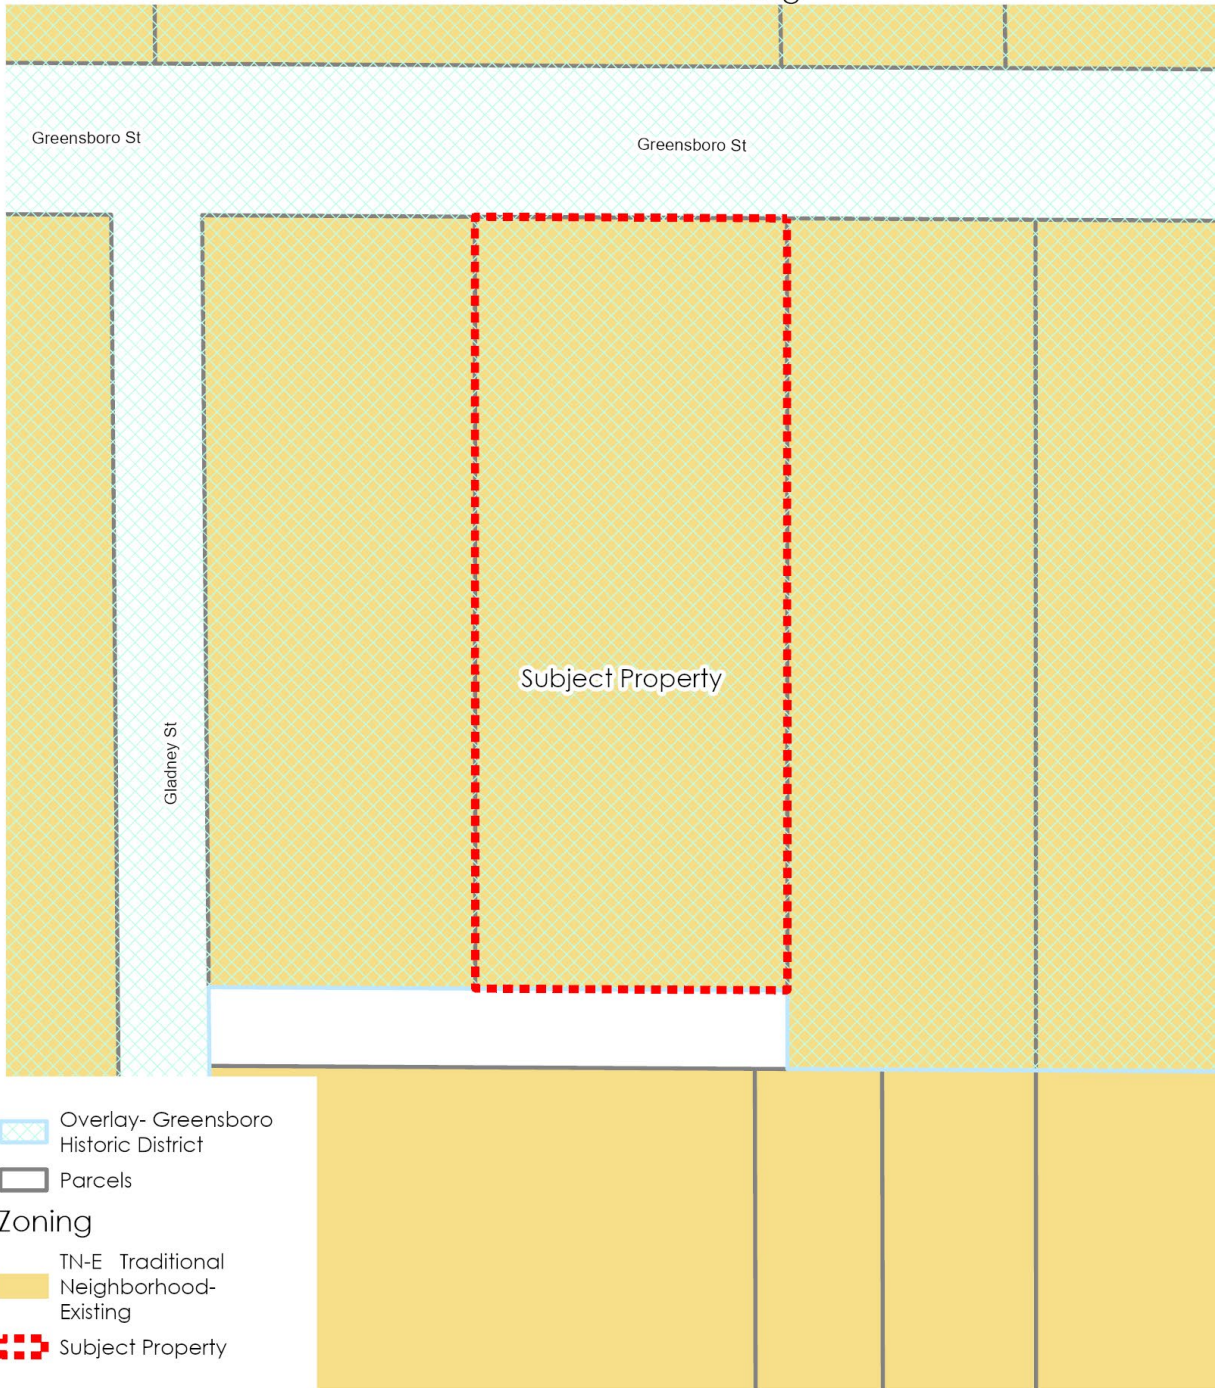 Greensboro St
Greensboro St
Subject Property
Gladney St
Overlay- Greensboro
Historic District
Parcels
Zoning
TN-E Traditional
Neighborhood-
Existing
Subject Property